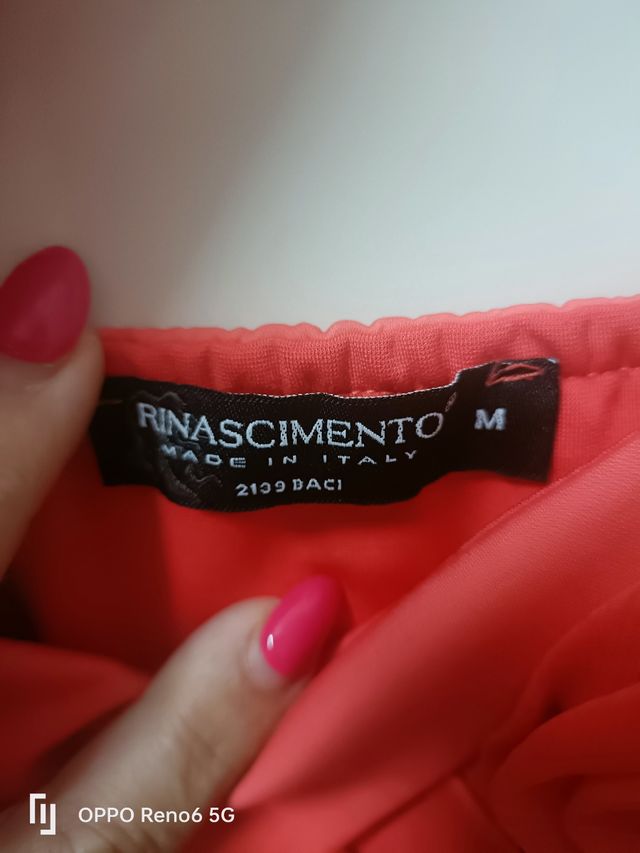 RINASCIMENTO® M
MADE IN ITALY
2139 BACI
OPPO Reno6 5G